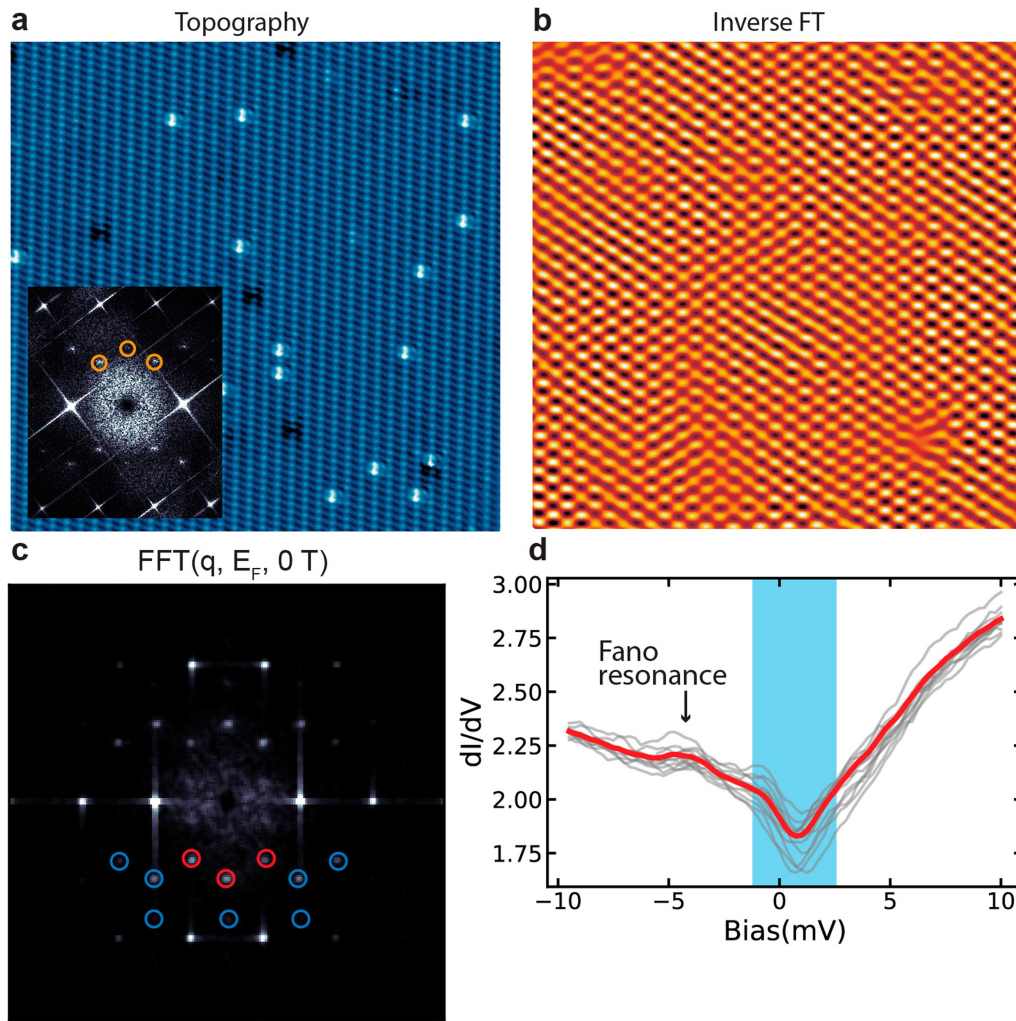 a
Topography
b
Inverse FT
c
FFT(q, E_F, 0 T)
d
3.00
2.75
2.50
2.25
2.00
1.75
dI/dV
Fano
resonance
−10
−5
0
5
10
Bias(mV)